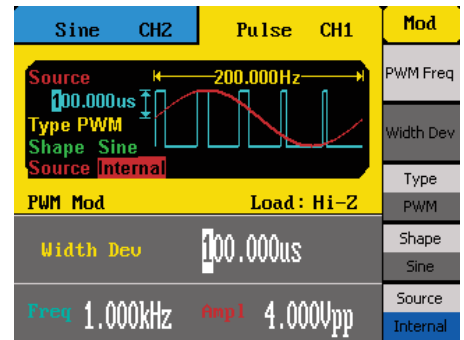 Sine CH2 Pulse CH1 Mod
Source 200.000Hz
100.000us
Type PWM
Shape Sine
Source Internal
PWM Mod Load: Hi-Z
Width Dev 100.000us
Freq 1.000kHz Ampl 4.000Vpp
PWM Freq
Width Dev
Type
PWM
Shape
Sine
Source
Internal